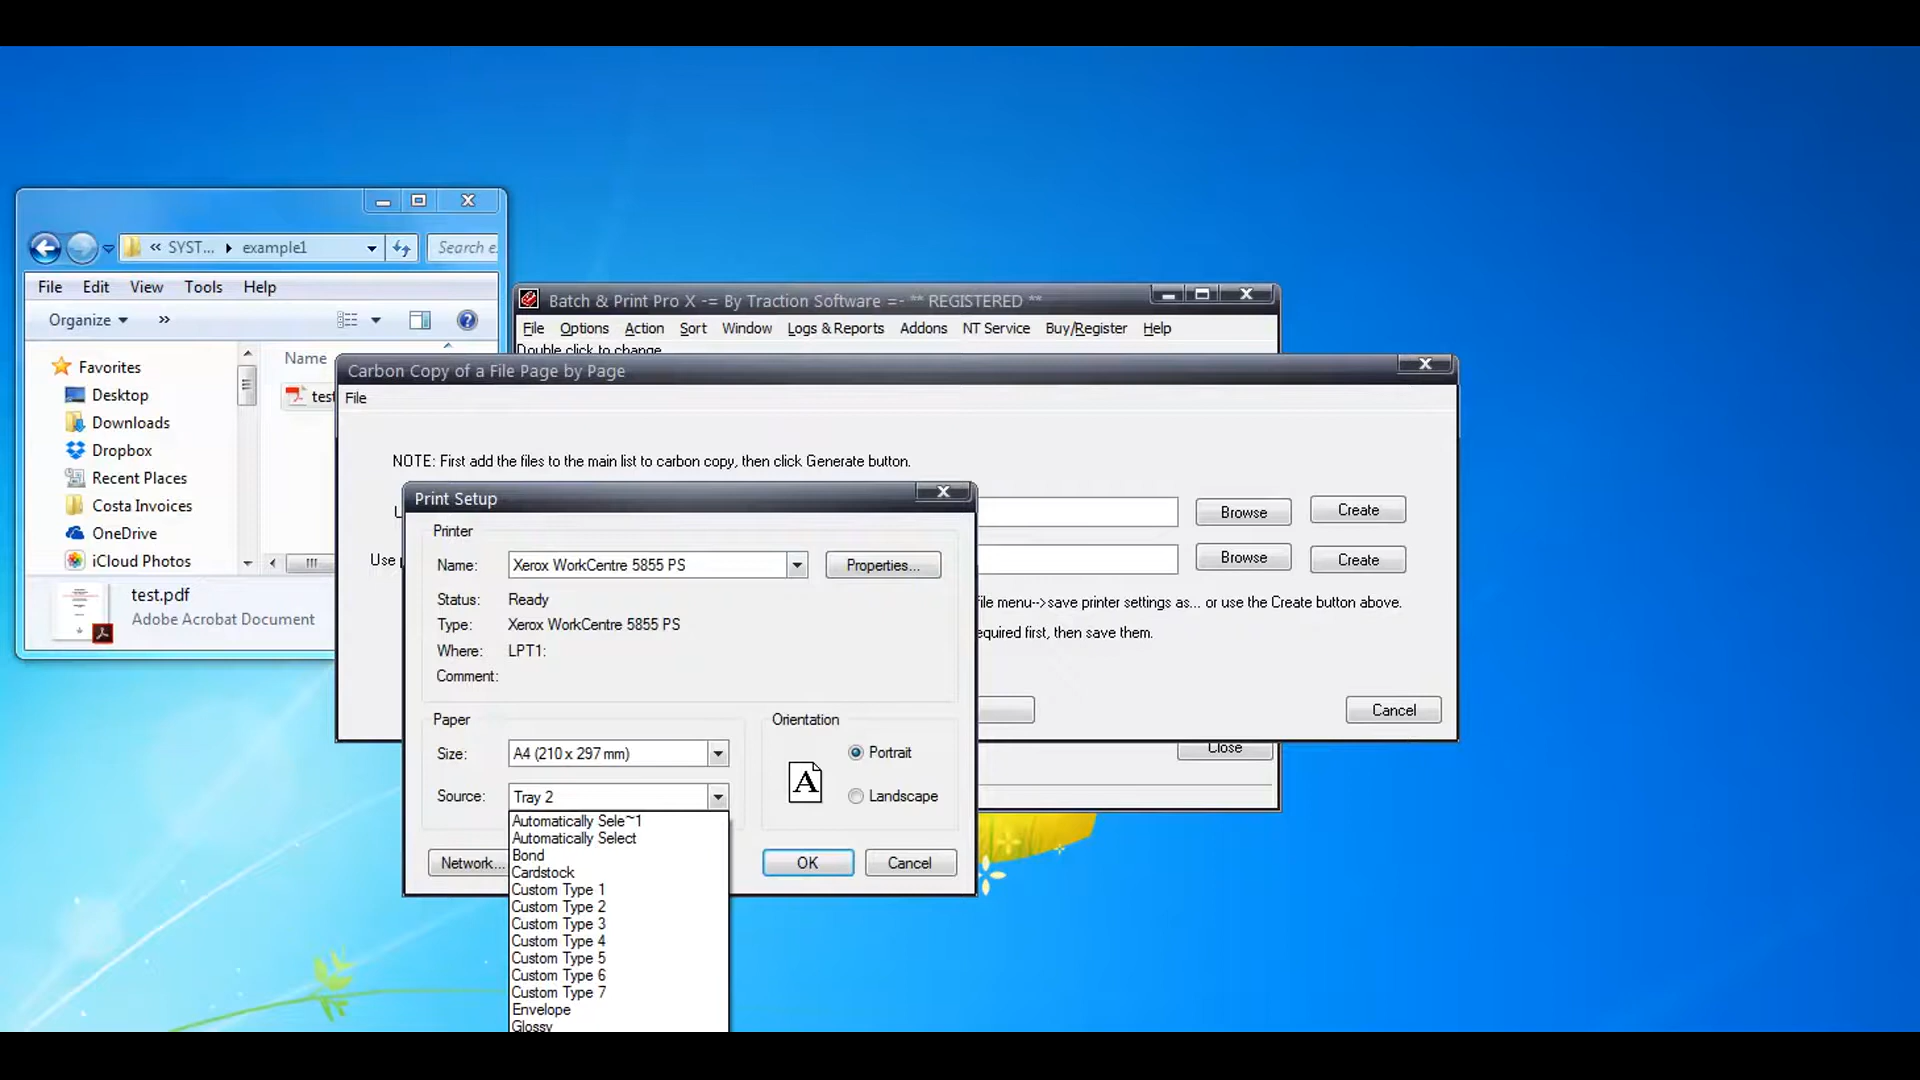 SYST... example1
Search e
File Edit View Tools Help
Organize »
Favorites
Desktop
Downloads
Dropbox
Recent Places
Costa Invoices
OneDrive
iCloud Photos
Name
test
test.pdf
Adobe Acrobat Document
Batch & Print Pro X -= By Traction Software =- ** REGISTERED **
File Options Action Sort Window Logs & Reports Addons NT Service Buy/Register Help
Double click to change
Close
Carbon Copy of a File Page by Page
File
NOTE: First add the files to the main list to carbon copy, then click Generate button.
Browse Create
Use
Browse Create
file menu-->save printer settings as... or use the Create button above.
equired first, then save them.
Cancel
Print Setup
Printer
Name: Xerox WorkCentre 5855 PS Properties...
Status: Ready
Type: Xerox WorkCentre 5855 PS
Where: LPT1:
Comment:
Paper
Size: A4 (210 x 297 mm)
Source: Tray 2
Orientation
A
Portrait
Landscape
Automatically Sele~1
Automatically Select
Bond
Cardstock
Custom Type 1
Custom Type 2
Custom Type 3
Custom Type 4
Custom Type 5
Custom Type 6
Custom Type 7
Envelope
Glossy
Network... OK Cancel